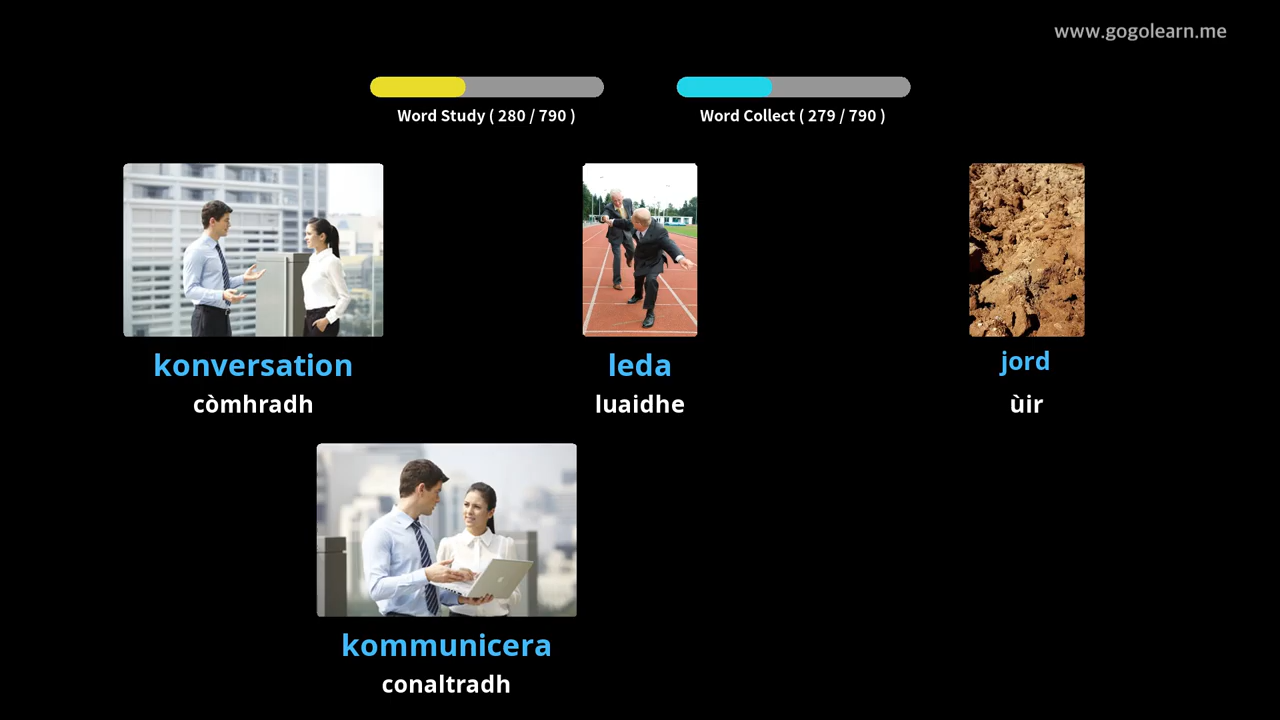 www.gogolearn.me
Word Study ( 280 / 790 )
Word Collect ( 279 / 790 )
konversation
còmhradh
leda
luaidhe
jord
ùir
kommunicera
conaltradh